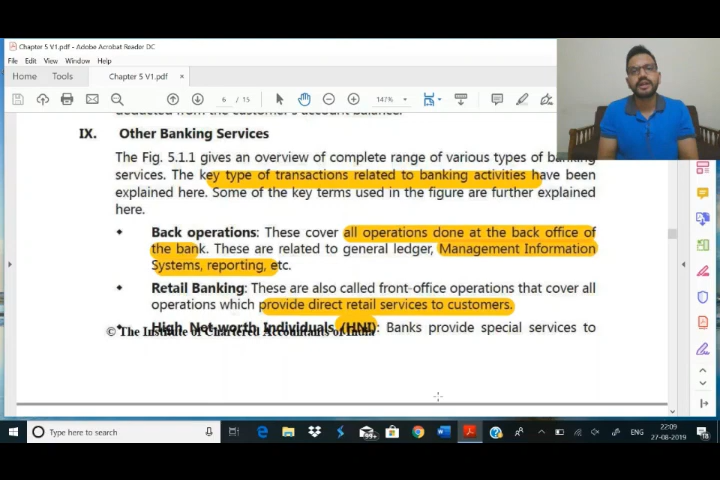 Chapter 5 V1.pdf - Adobe Acrobat Reader DC
File Edit View Window Help
Home Tools Chapter 5 V1.pdf ×
6 / 15 147%
IX. Other Banking Services
The Fig. 5.1.1 gives an overview of complete range of various types of banking
services. The key type of transactions related to banking activities have been
explained here. Some of the key terms used in the figure are further explained
here.
Back operations: These cover all operations done at the back office of
the bank. These are related to general ledger, Management Information
Systems, reporting, etc.
Retail Banking: These are also called front-office operations that cover all
operations which provide direct retail services to customers.
High Net-worth Individuals (HNI): Banks provide special services to
© The Institute of Chartered Accountants of India
Type here to search
99+
ENG
22:09
27-08-2019